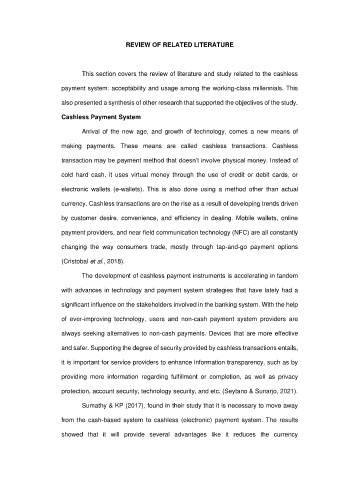 REVIEW OF RELATED LITERATURE
This section covers the review of literature and study related to the cashless
payment system: acceptability and usage among the working-class millennials. This
also presented a synthesis of other research that supported the objectives of the study.
Cashless Payment System
Arrival of the new age, and growth of technology, comes a new means of
making payments. These means are called cashless transactions. Cashless
transaction may be payment method that doesn't involve physical money. Instead of
cold hard cash, it uses virtual money through the use of credit or debit cards, or
electronic wallets (e-wallets). This is also done using a method other than actual
currency. Cashless transactions are on the rise as a result of developing trends driven
by customer desire, convenience, and efficiency in dealing. Mobile wallets, online
payment providers, and near field communication technology (NFC) are all constantly
changing the way consumers trade, mostly through tap-and-go payment options
(Cristobal et al., 2018).
The development of cashless payment instruments is accelerating in tandem
with advances in technology and payment system strategies that have lately had a
significant influence on the stakeholders involved in the banking system. With the help
of ever-improving technology, users and non-cash payment system providers are
always seeking alternatives to non-cash payments. Devices that are more effective
and safer. Supporting the degree of security provided by cashless transactions entails,
it is important for service providers to enhance information transparency, such as by
providing more information regarding fulfillment or completion, as well as privacy
protection, account security, technology security, and etc. (Seytano & Sunarjo, 2021).
Sumathy & KP (2017), found in their study that it is necessary to move away
from the cash-based system to cashless (electronic) payment system. The results
showed that it will provide several advantages like it reduces the currency